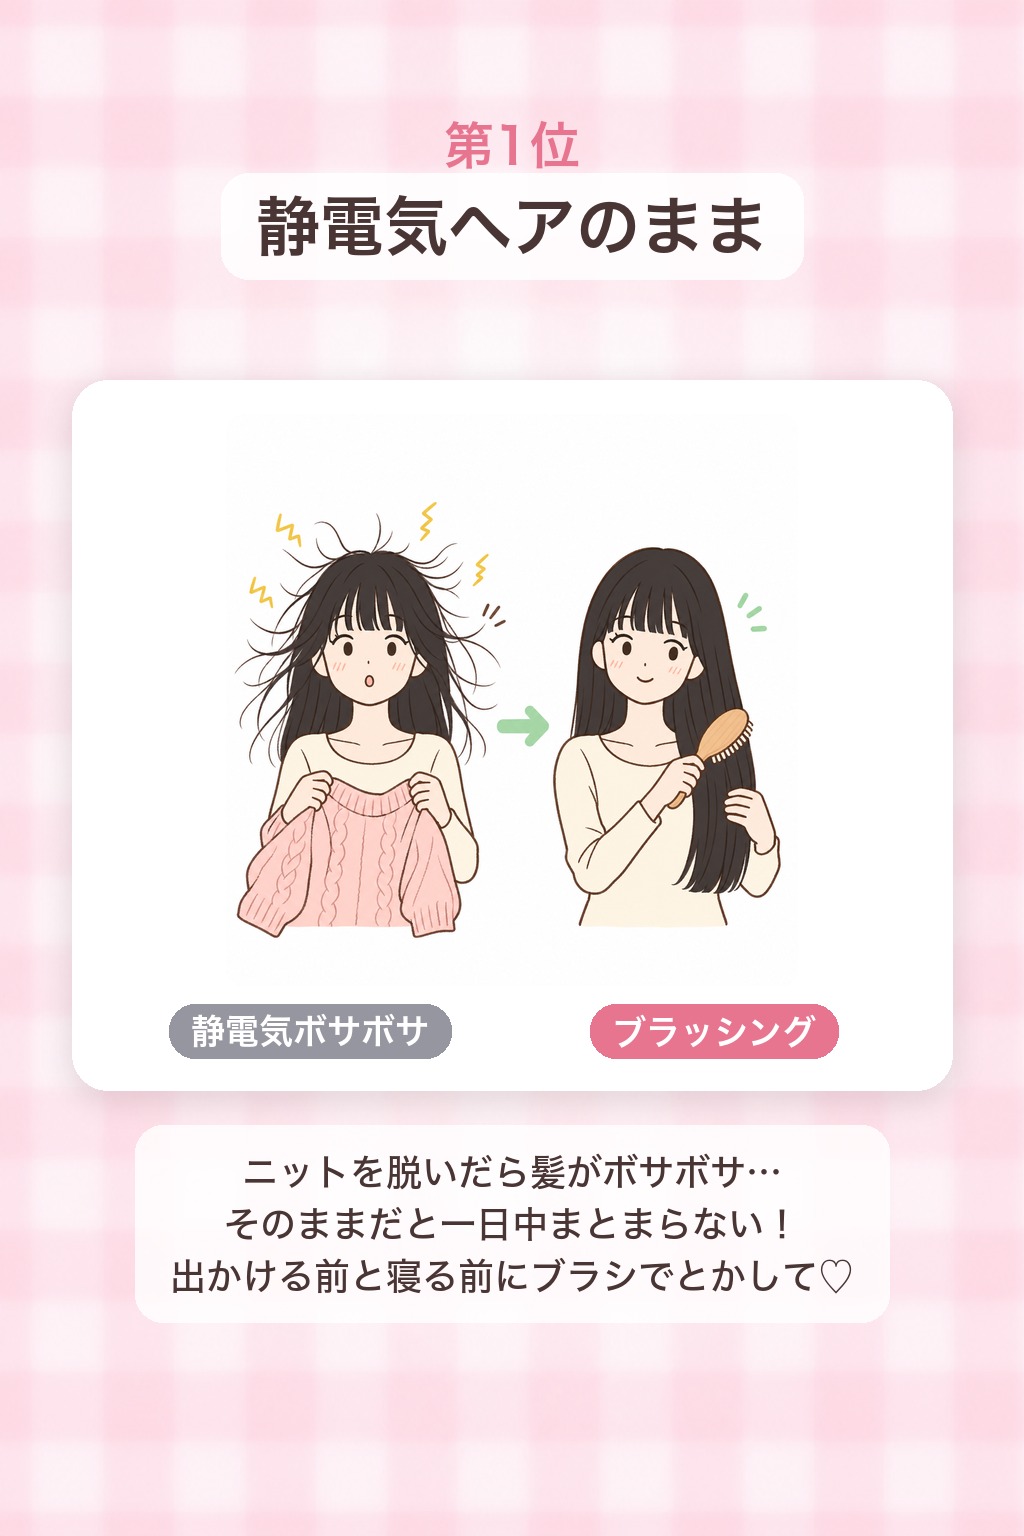 第1位
静電気ヘアのまま
静電気ボサボサ
ブラッシング
ニットを脱いだら髪がボサボサ…
そのままだと一日中まとまらない！
出かける前と寝る前にブラシでとかして♡